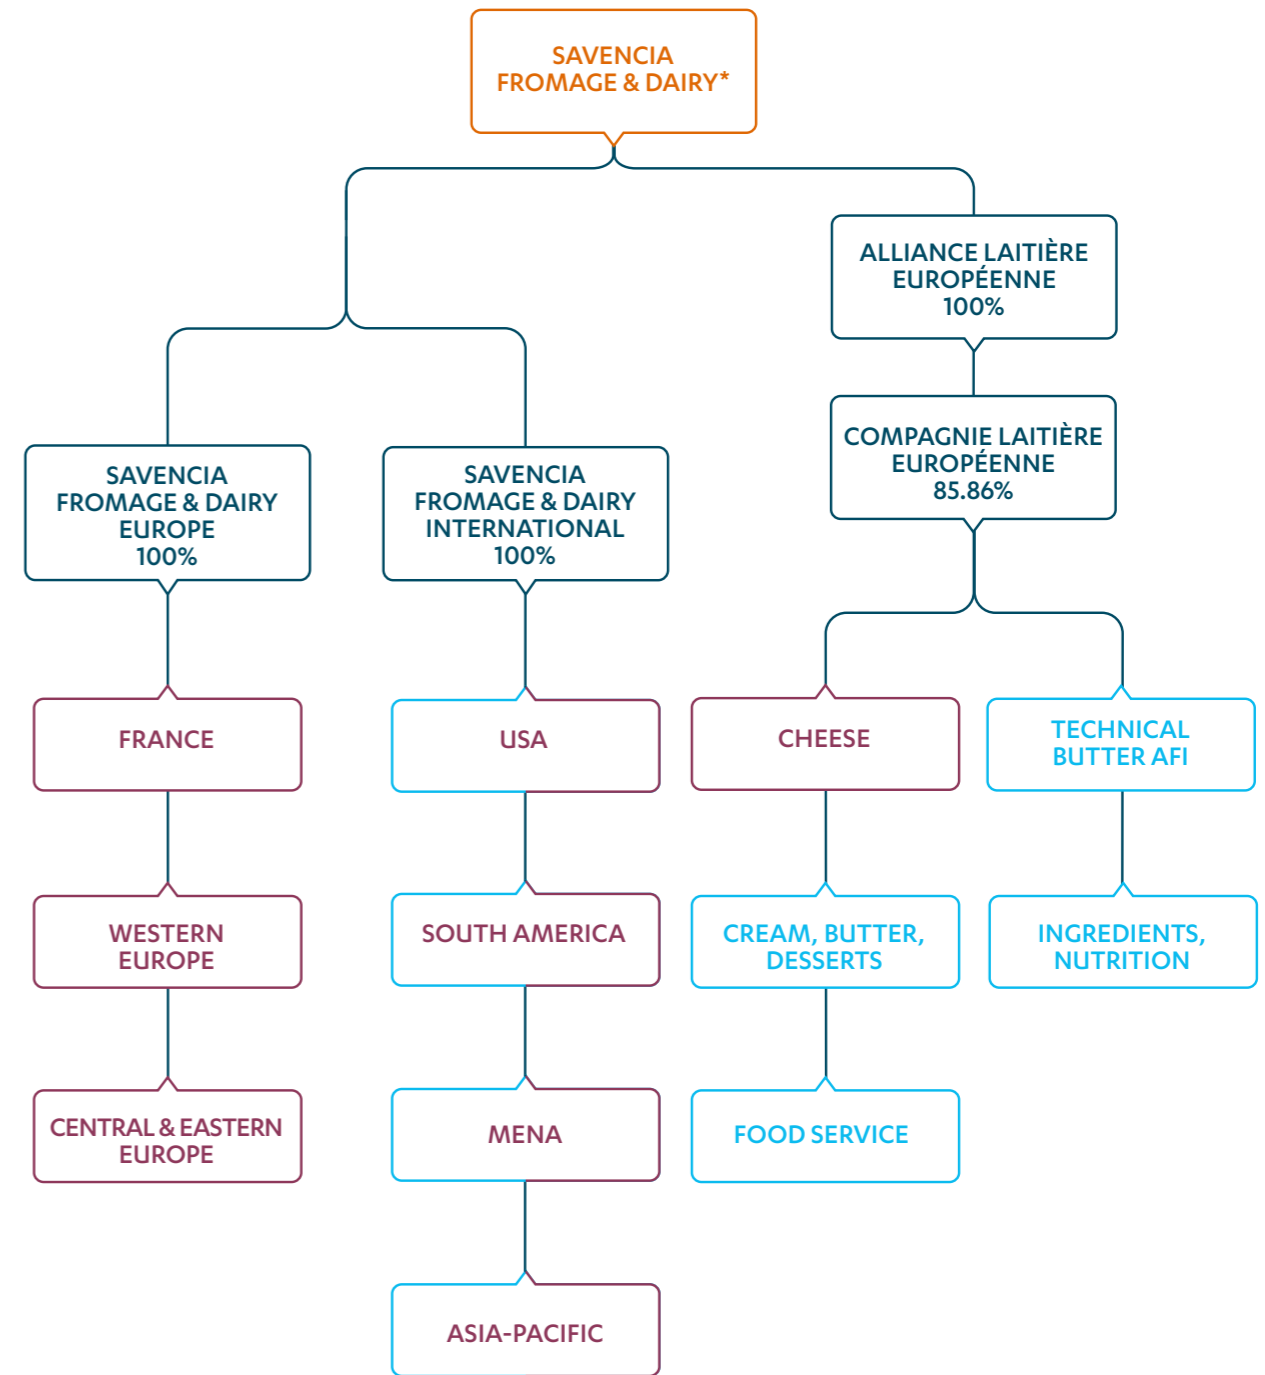 SAVENCIA
FROMAGE & DAIRY*
ALLIANCE LAITIÈRE
EUROPÉENNE
100%
COMPAGNIE LAITIÈRE
EUROPÉENNE
85.86%
SAVENCIA
FROMAGE & DAIRY
EUROPE
100%
SAVENCIA
FROMAGE & DAIRY
INTERNATIONAL
100%
FRANCE
USA
CHEESE
TECHNICAL
BUTTER AFI
WESTERN
EUROPE
SOUTH AMERICA
CREAM, BUTTER,
DESSERTS
INGREDIENTS,
NUTRITION
CENTRAL & EASTERN
EUROPE
MENA
FOOD SERVICE
ASIA-PACIFIC